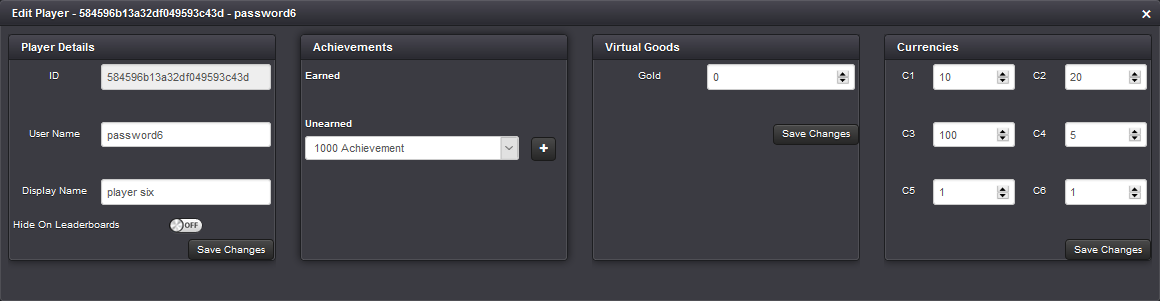 Edit Player - 584596b13a32df049593c43d - password6
Player Details
ID
584596b13a32df049593c43d
User Name
password6
Display Name
player six
Hide On Leaderboards
OFF
Save Changes
Achievements
Earned
Unearned
1000 Achievement
Virtual Goods
Gold
0
Save Changes
Currencies
C1
10
C2
20
C3
100
C4
5
C5
1
C6
1
Save Changes